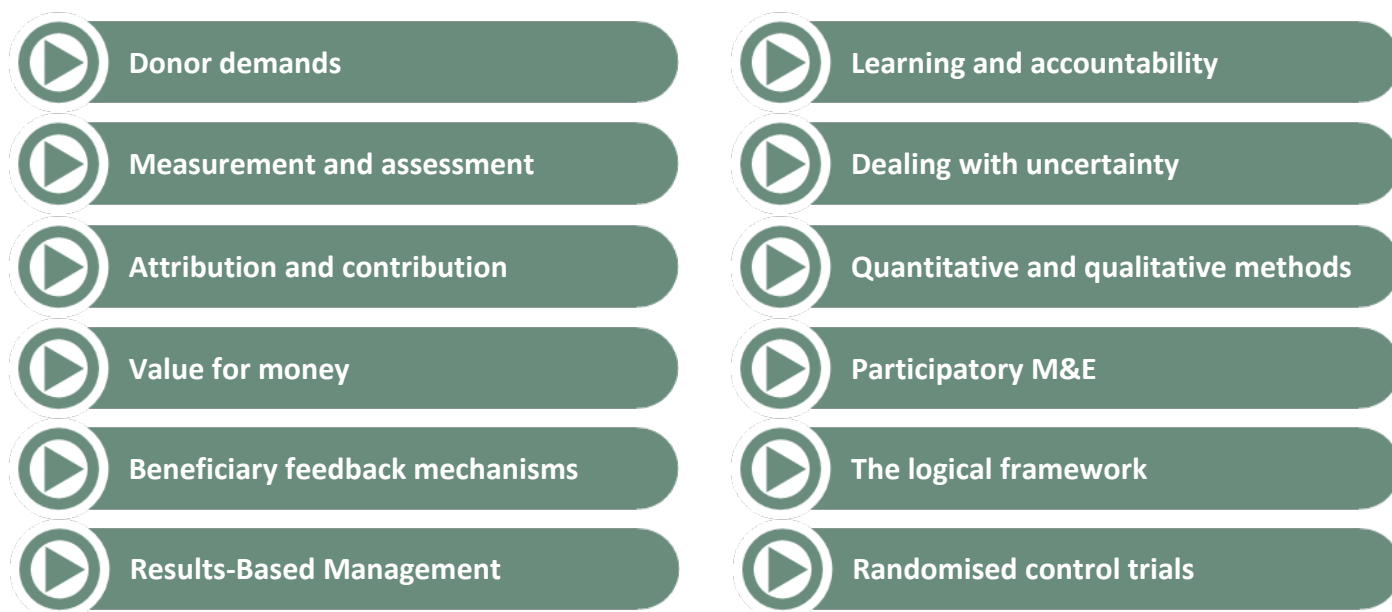 Donor demands
Measurement and assessment
Attribution and contribution
Value for money
Beneficiary feedback mechanisms
Results-Based Management
Learning and accountability
Dealing with uncertainty
Quantitative and qualitative methods
Participatory M&E
The logical framework
Randomised control trials